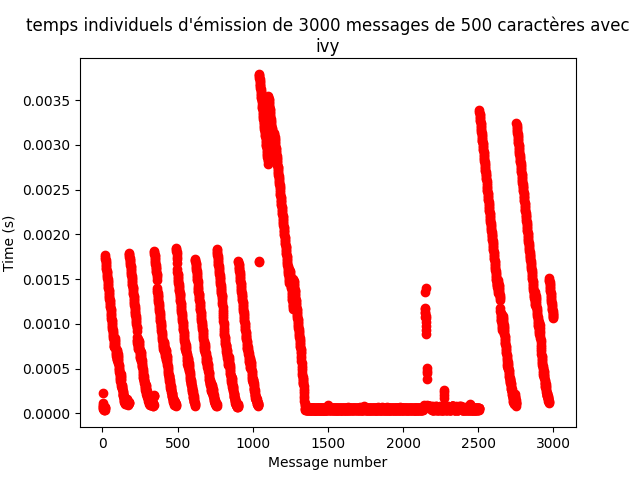 temps individuels d'émission de 3000 messages de 500 caractères avec
ivy
0.0035
0.0030
0.0025
0.0020
0.0015
0.0010
0.0005
0.0000
Time (s)
0 500 1000 1500 2000 2500 3000
Message number